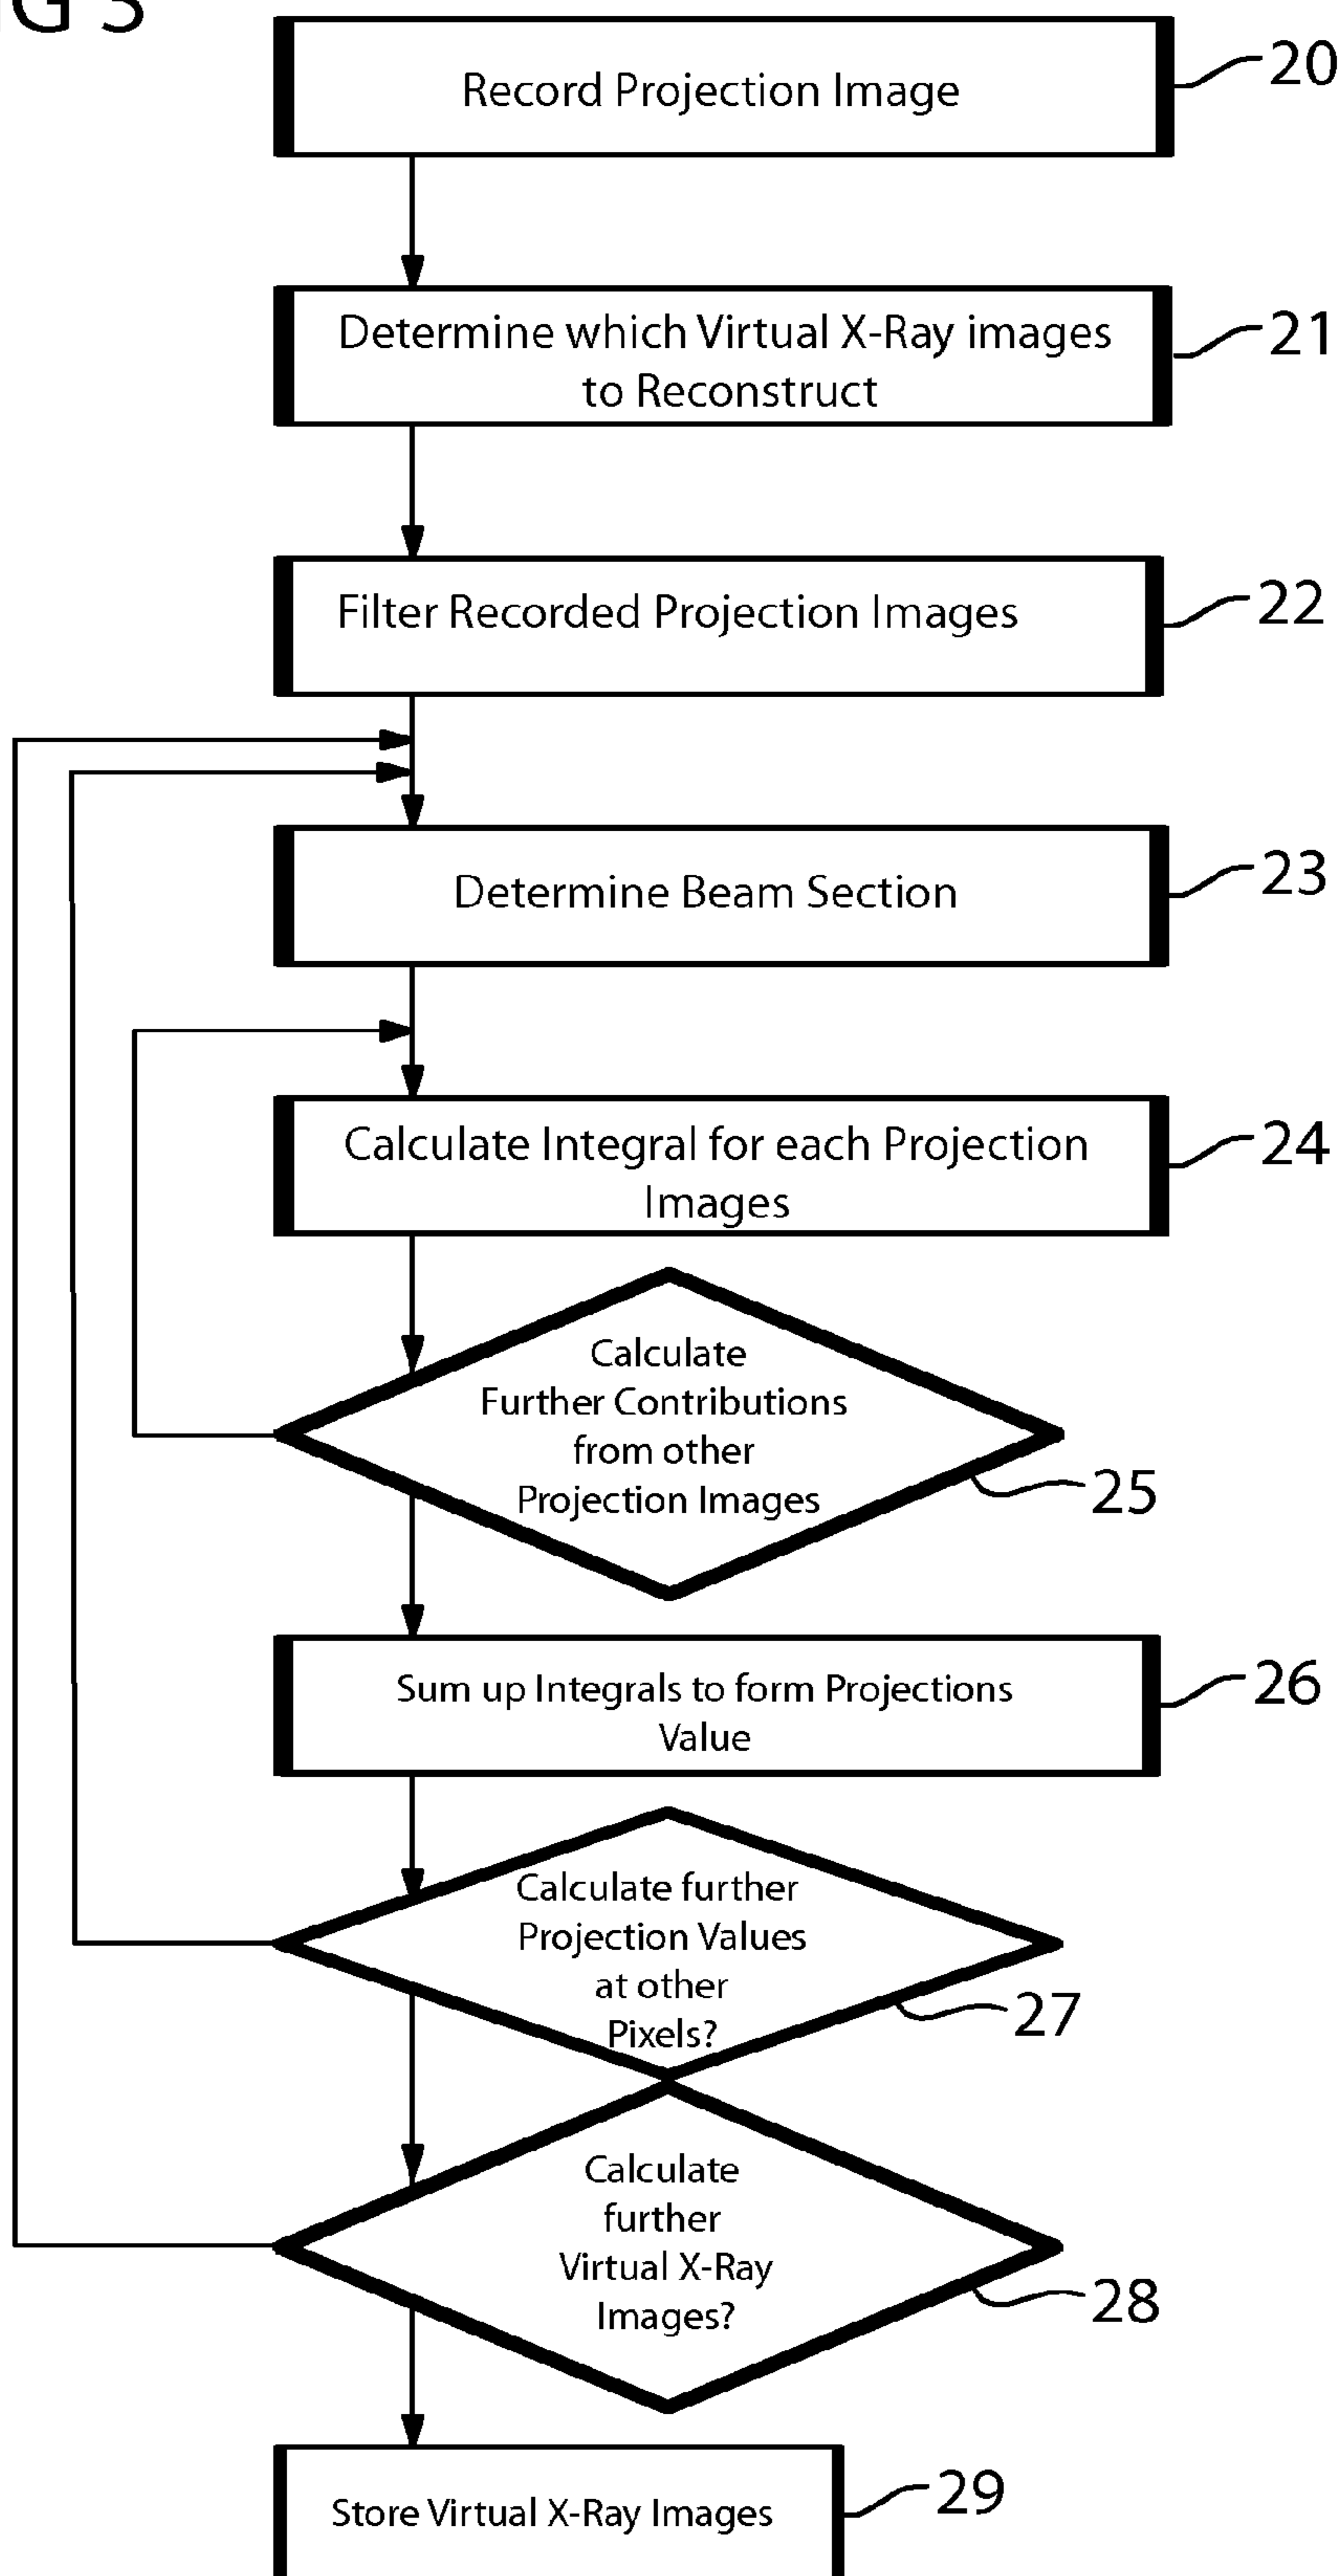 G 3
Record Projection Image
20
Determine which Virtual X-Ray images
to Reconstruct
21
Filter Recorded Projection Images
22
Determine Beam Section
23
Calculate Integral for each Projection
Images
24
Calculate
Further Contributions
from other
Projection Images
25
Sum up Integrals to form Projections
Value
26
Calculate further
Projection Values
at other
Pixels?
27
Calculate
further
Virtual X-Ray
Images?
28
Store Virtual X-Ray Images
29